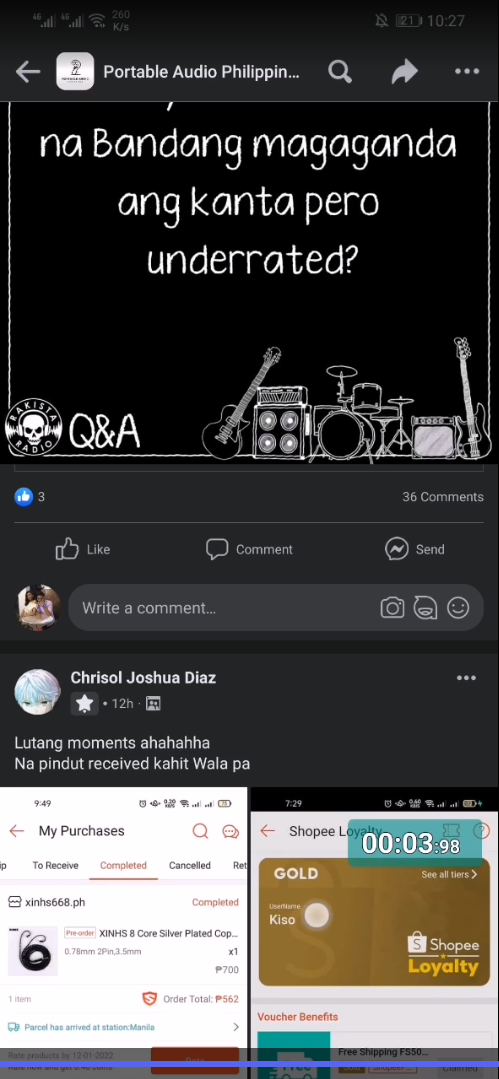 4G 4G 260 K/s 21 10:27
Portable Audio Philippin...
na Bandang magaganda
ang kanta pero
underrated?
RAKISTA RADIO Q&A
3 36 Comments
Like Comment Send
Write a comment...
Chrisol Joshua Diaz
12h
Lutang moments ahahahha
Na pindut received kahit Wala pa
9:49
My Purchases
ip To Receive Completed Cancelled Ret
xinhs668.ph Completed
Pre-order XINHS 8 Core Silver Plated Cop...
0.78mm 2Pin,3.5mm x1
₱700
1 item Order Total: ₱562
Parcel has arrived at station:Manila
Rate products by 12-01-2022
Rate
7:29
Shopee Loyalty
00:03:98
GOLD See all tiers
UserName
Kiso
Shopee
Loyalty
Voucher Benefits
Free Shipping FS50...
Free
Claimed